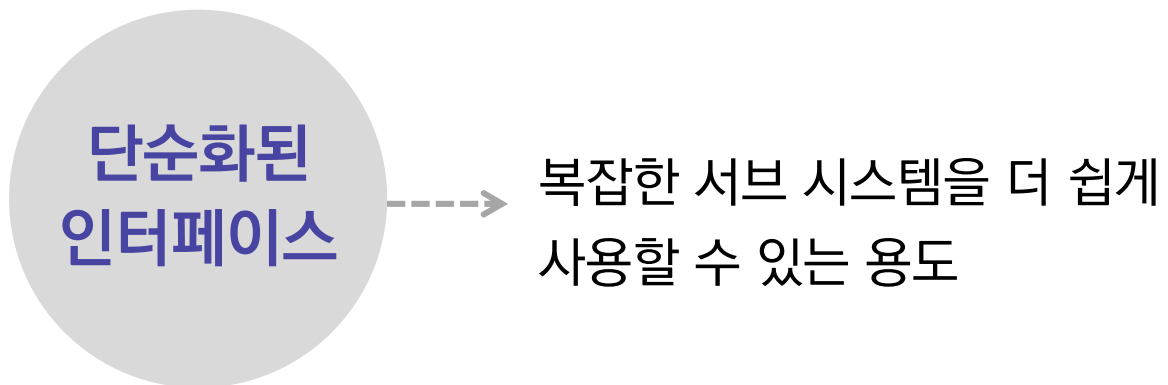 단순화된
인터페이스
복잡한 서브 시스템을 더 쉽게
사용할 수 있는 용도